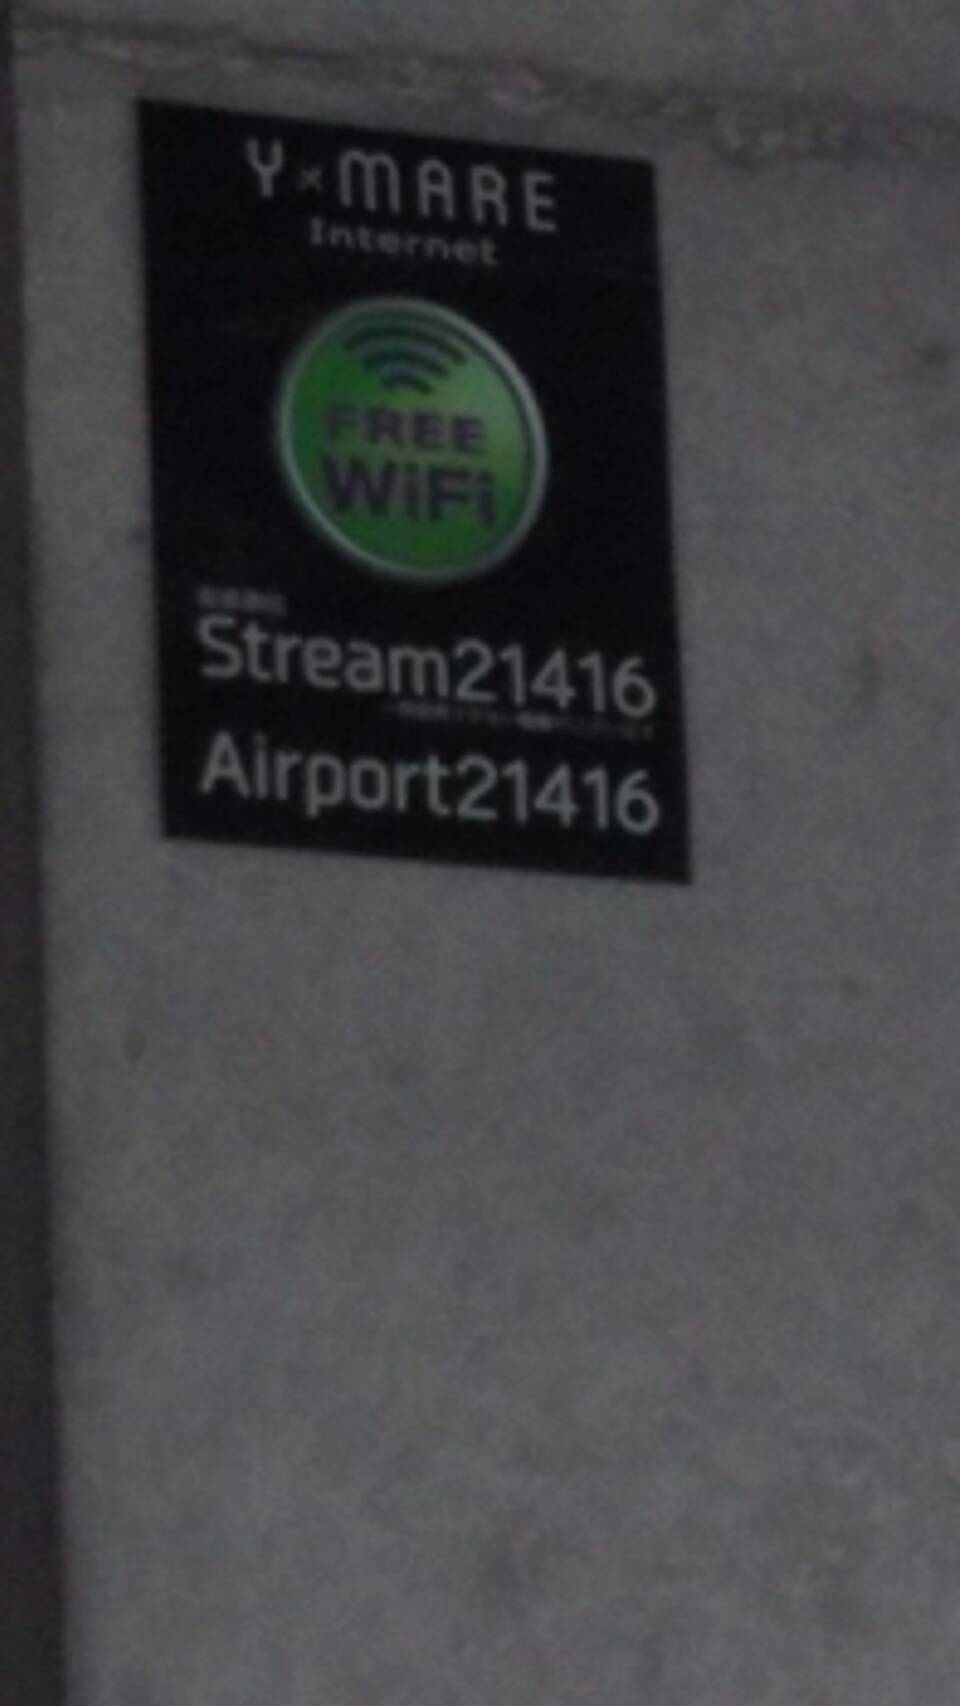 Y×MARE
Internet
FREE
WiFi
Stream21416
Airport21416